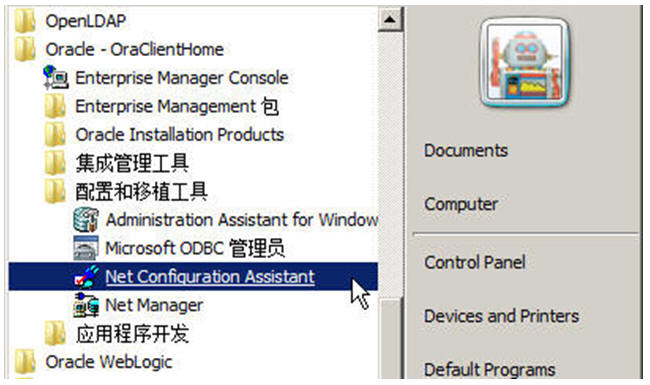 OpenLDAP
Oracle - OraClientHome
Enterprise Manager Console
Enterprise Management 包
Oracle Installation Products
集成管理工具
配置和移植工具
Administration Assistant for Window
Microsoft ODBC 管理员
Net Configuration Assistant
Net Manager
应用程序开发
Oracle WebLogic
Documents
Computer
Control Panel
Devices and Printers
Default Programs